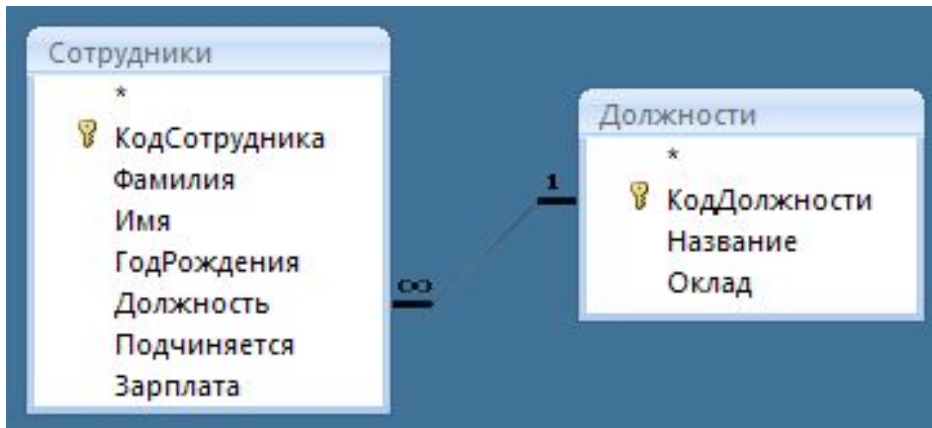 Сотрудники
*
КодСотрудника
Фамилия
Имя
ГодРождения
Должность
Подчиняется
Зарплата
∞
1
Должности
*
КодДолжности
Название
Оклад